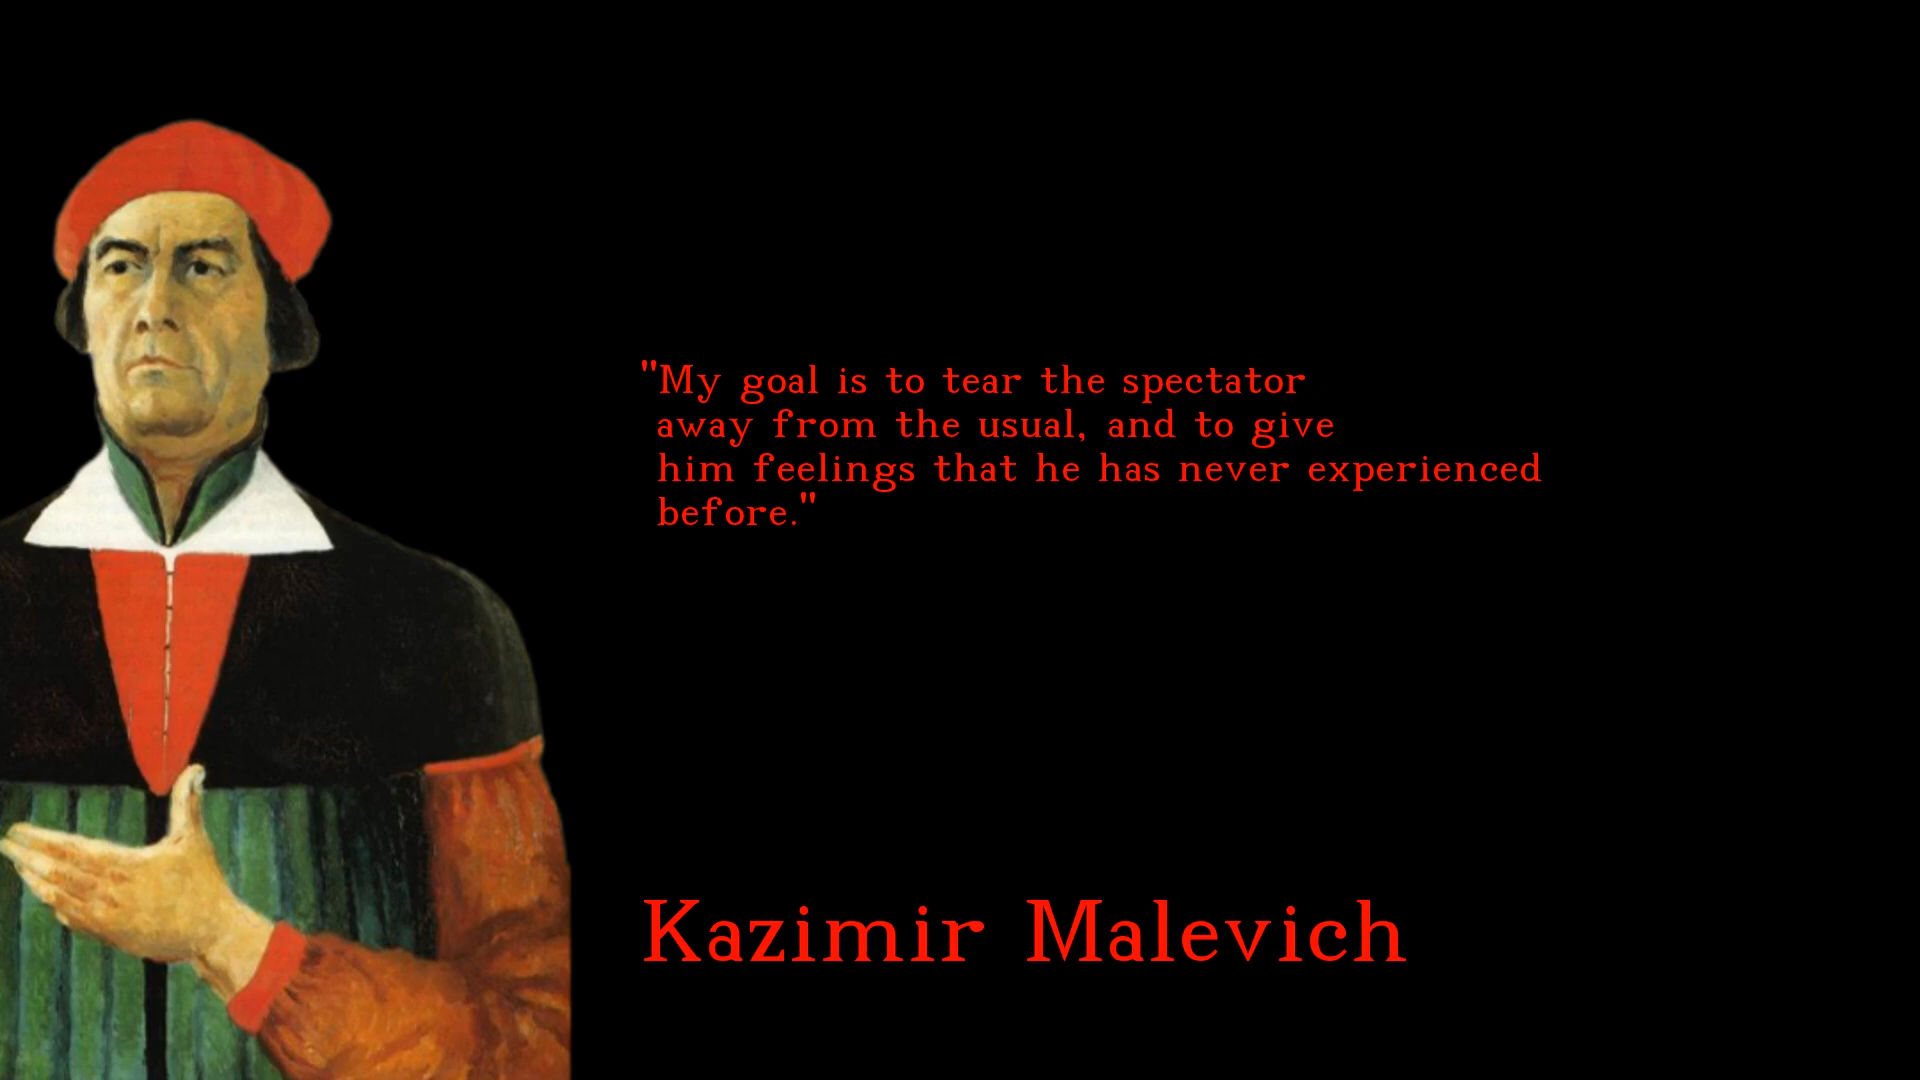 "My goal is to tear the spectator
away from the usual, and to give
him feelings that he has never experienced
before."
Kazimir Malevich